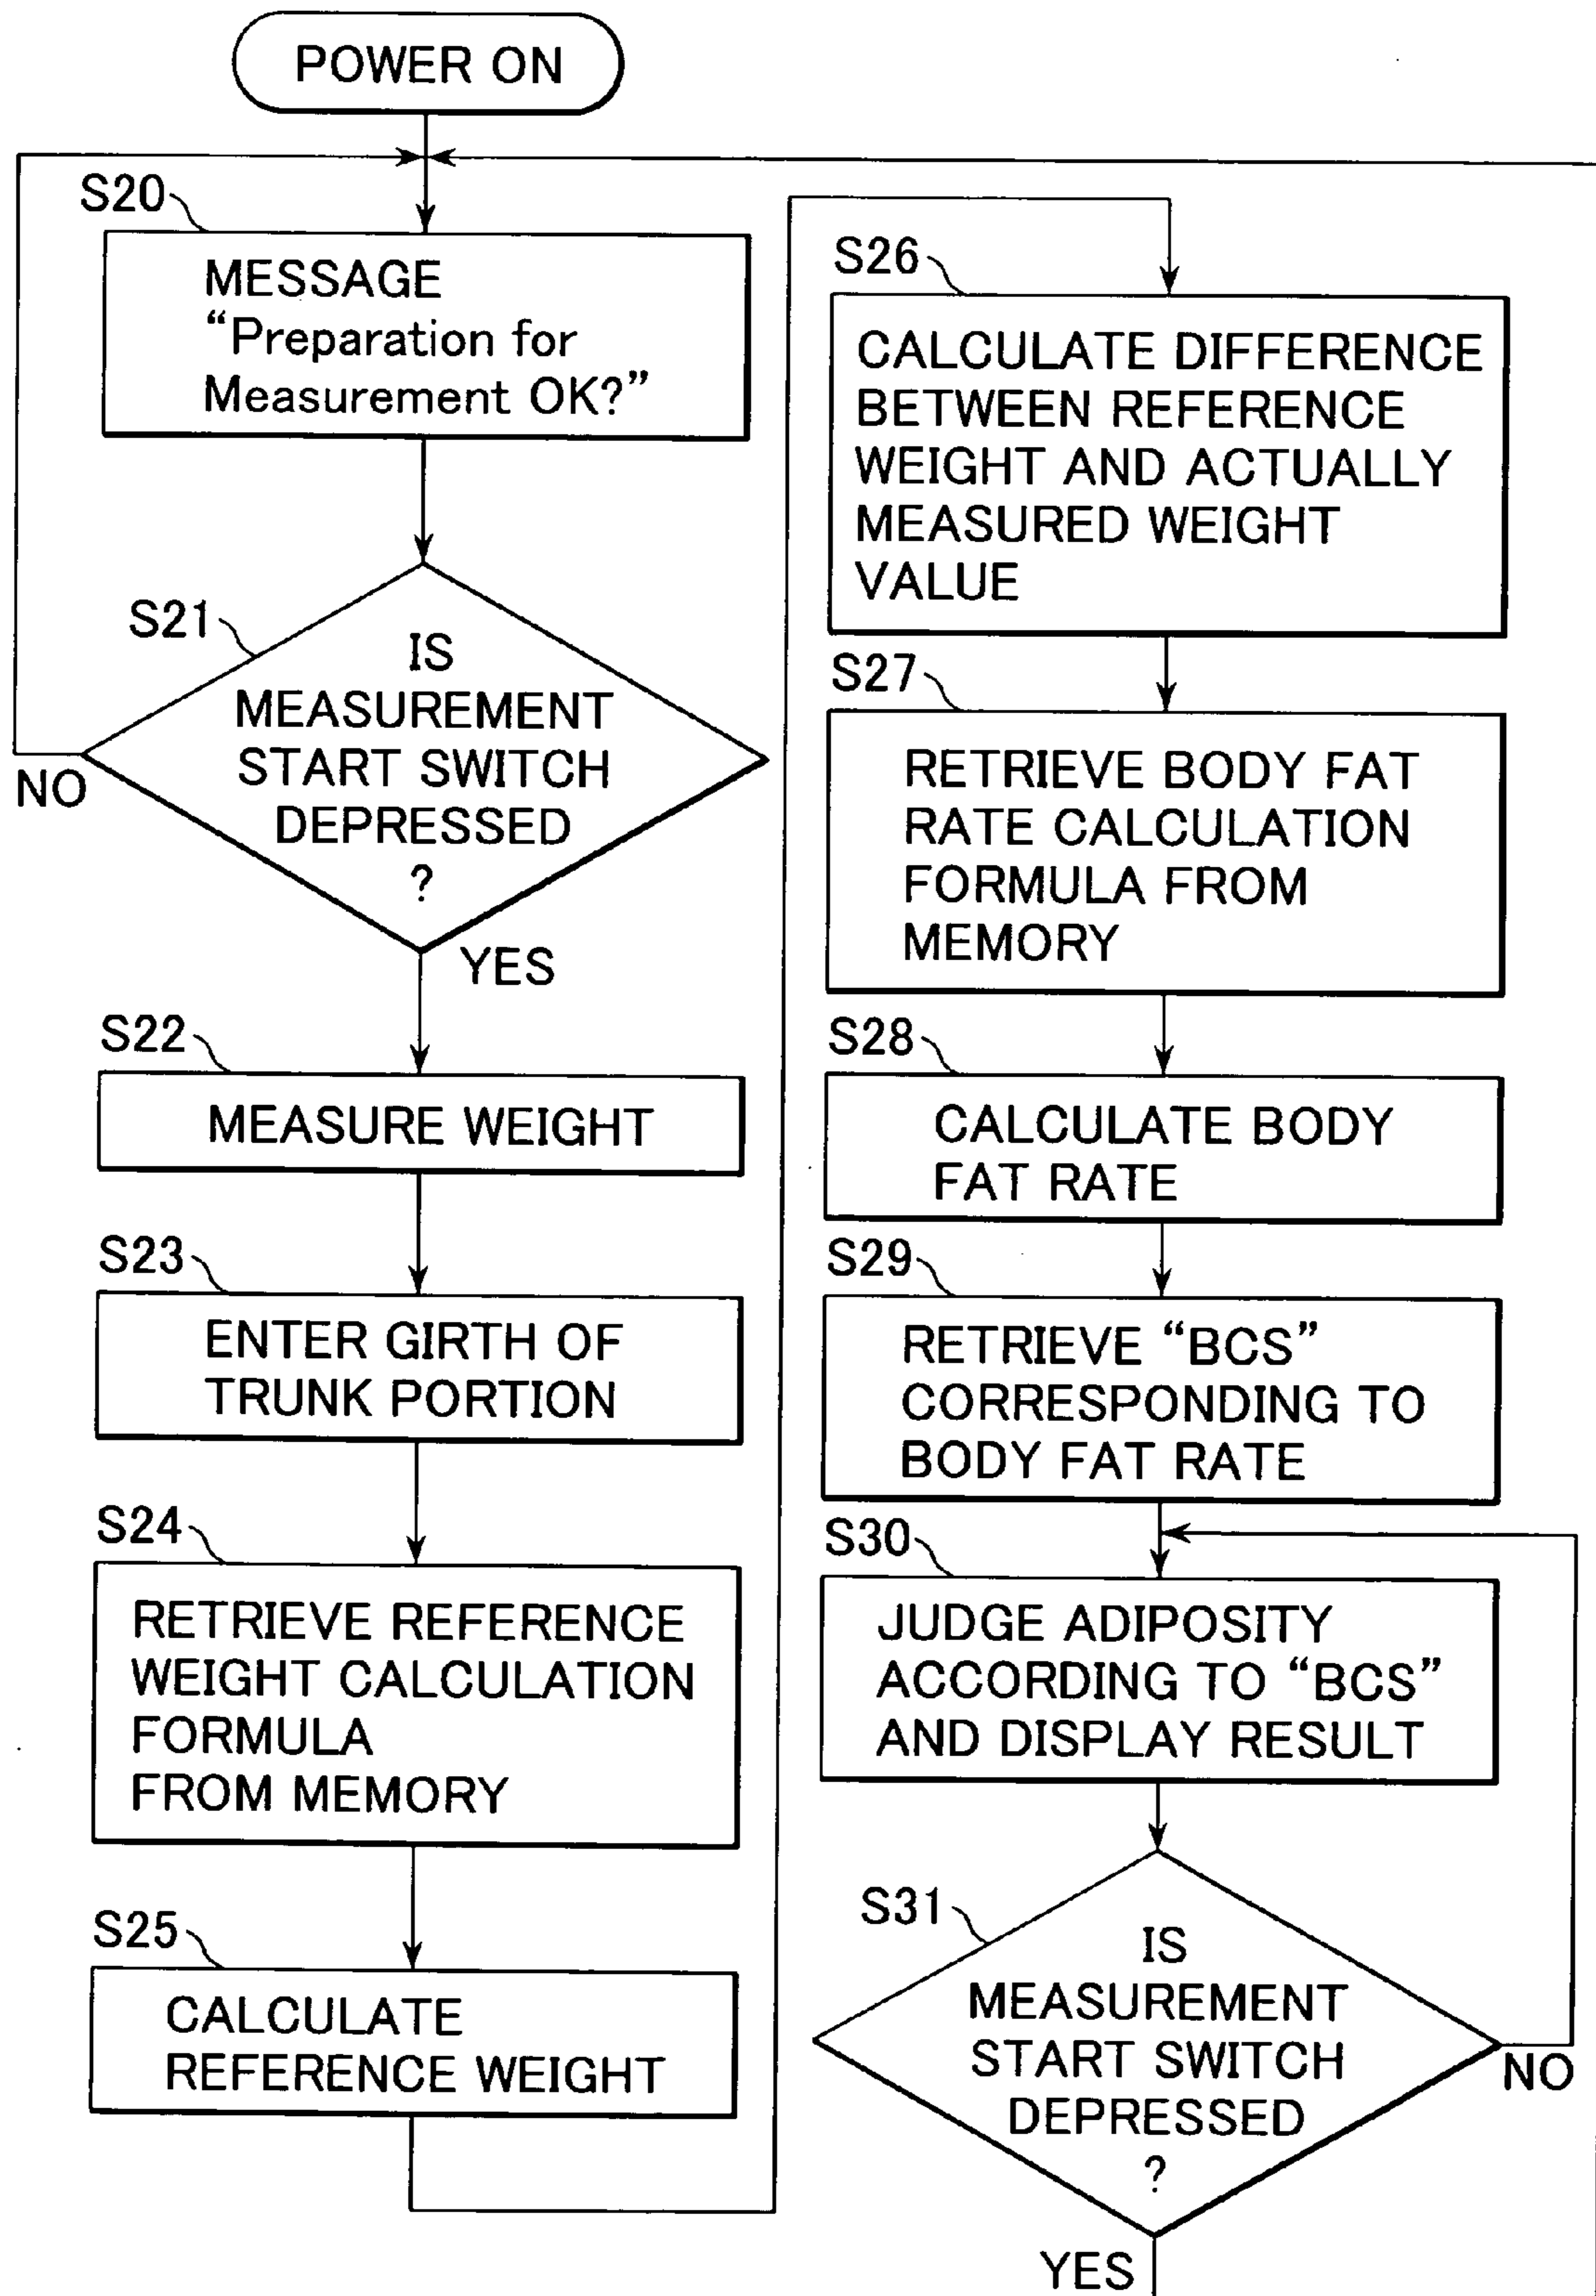 POWER ON
S20
MESSAGE
“Preparation for
Measurement OK?”
S21
IS
MEASUREMENT
START SWITCH
DEPRESSED
?
NO
YES
S22
MEASURE WEIGHT
S23
ENTER GIRTH OF
TRUNK PORTION
S24
RETRIEVE REFERENCE
WEIGHT CALCULATION
FORMULA
FROM MEMORY
S25
CALCULATE
REFERENCE WEIGHT
S26
CALCULATE DIFFERENCE
BETWEEN REFERENCE
WEIGHT AND ACTUALLY
MEASURED WEIGHT
VALUE
S27
RETRIEVE BODY FAT
RATE CALCULATION
FORMULA FROM
MEMORY
S28
CALCULATE BODY
FAT RATE
S29
RETRIEVE “BCS”
CORRESPONDING TO
BODY FAT RATE
S30
JUDGE ADIPOSITY
ACCORDING TO “BCS”
AND DISPLAY RESULT
S31
IS
MEASUREMENT
START SWITCH
DEPRESSED
?
NO
YES